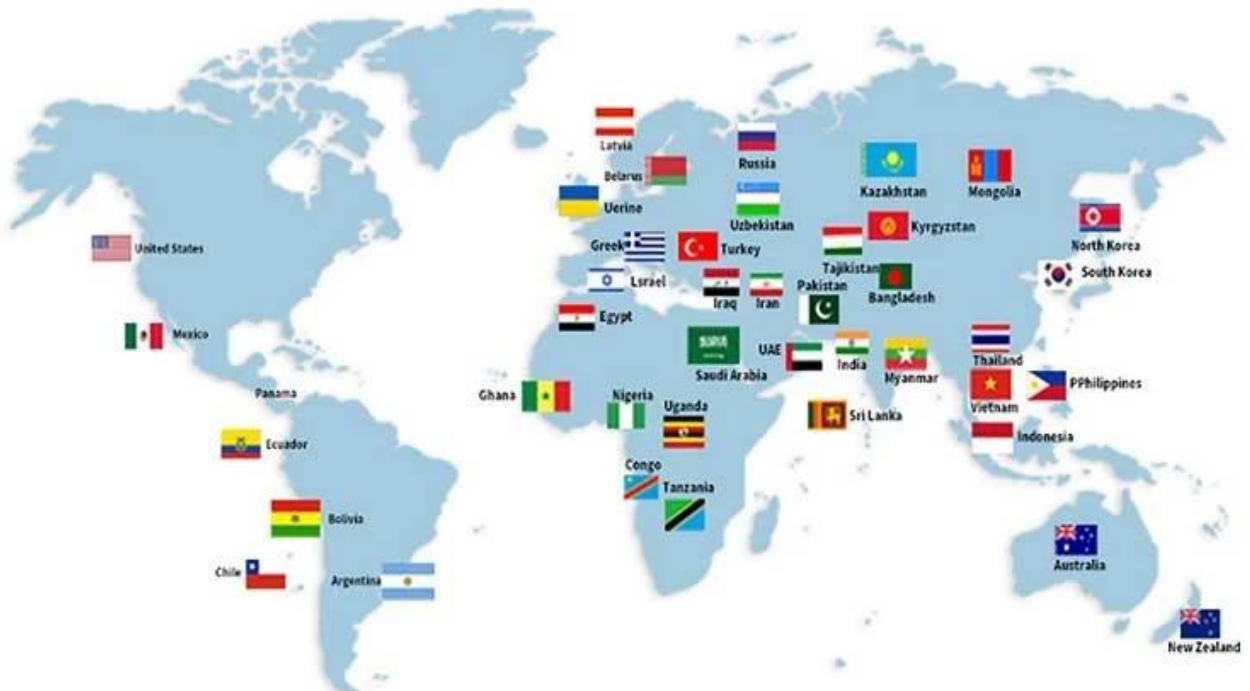 Latvia
Russia
Belarus
Kazakhstan
Mongolia
Uerine
Uzbekistan
Kyrgyzstan
North Korea
United States
Greek
Turkey
Tajikistan
South Korea
Lsrael
Iraq
Iran
Pakistan
Bangladesh
Egypt
Mexico
Saudi Arabia
UAE
India
Myanmar
Thailand
Panama
Ghana
Nigeria
Uganda
Sri Lanka
Vietnam
PPhilippines
Ecuador
Indonesia
Congo
Tanzania
Bolivia
Chile
Argentina
Australia
New Zealand